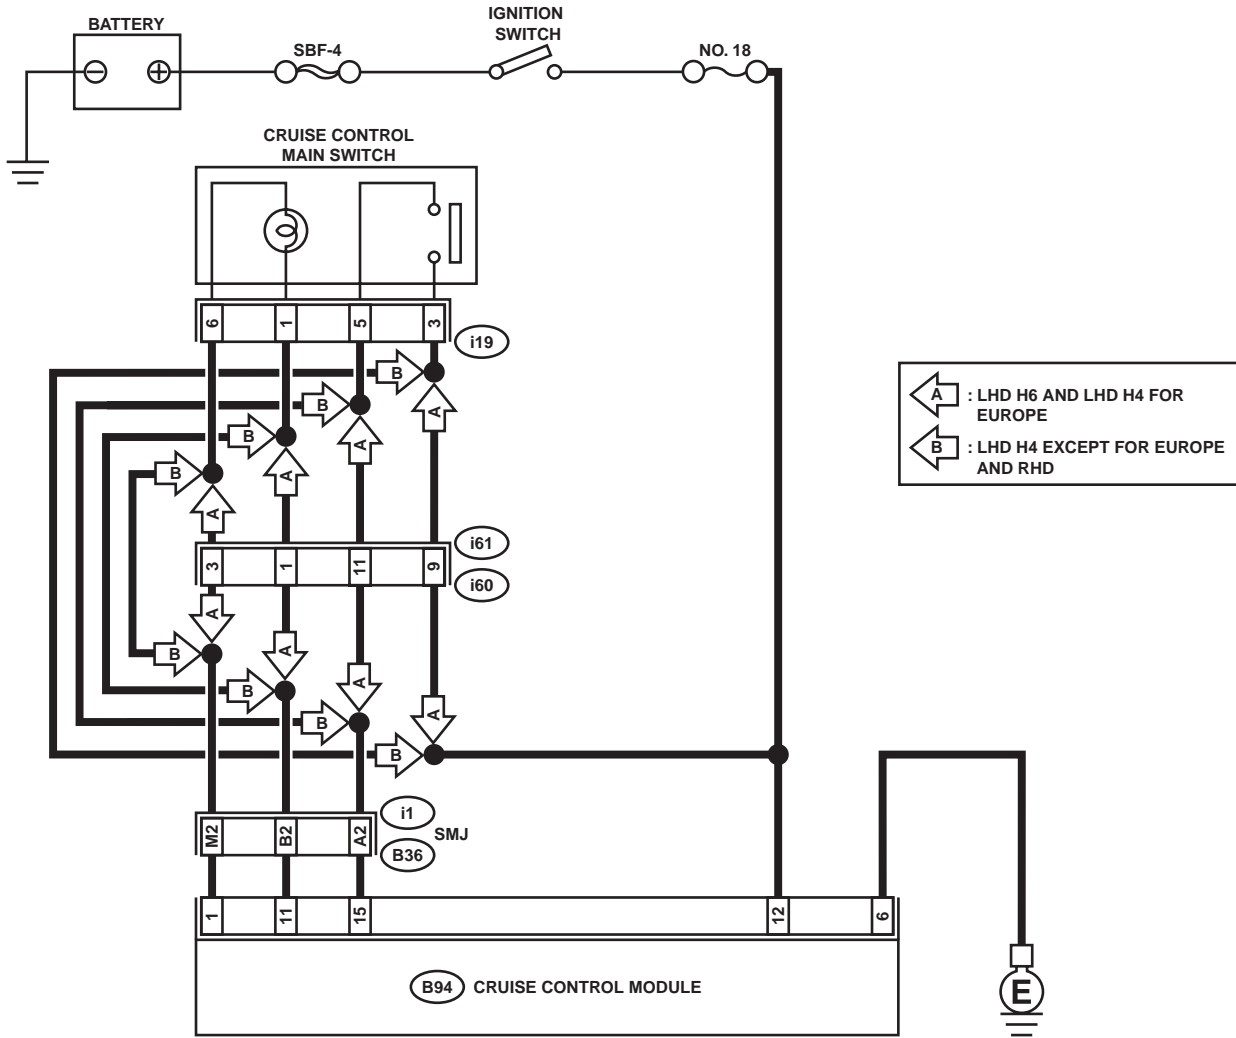 BATTERY
SBF-4
IGNITION
SWITCH
NO. 18
CRUISE CONTROL
MAIN SWITCH
6
1
5
3
i19
B
B
B
B
A
A
A
A
A : LHD H6 AND LHD H4 FOR
EUROPE
B : LHD H4 EXCEPT FOR EUROPE
AND RHD
i61
3
1
11
9
i60
A
A
A
A
B
B
B
B
i1
M2
B2
A2
SMJ
B36
1
11
15
12
6
B94 CRUISE CONTROL MODULE
E